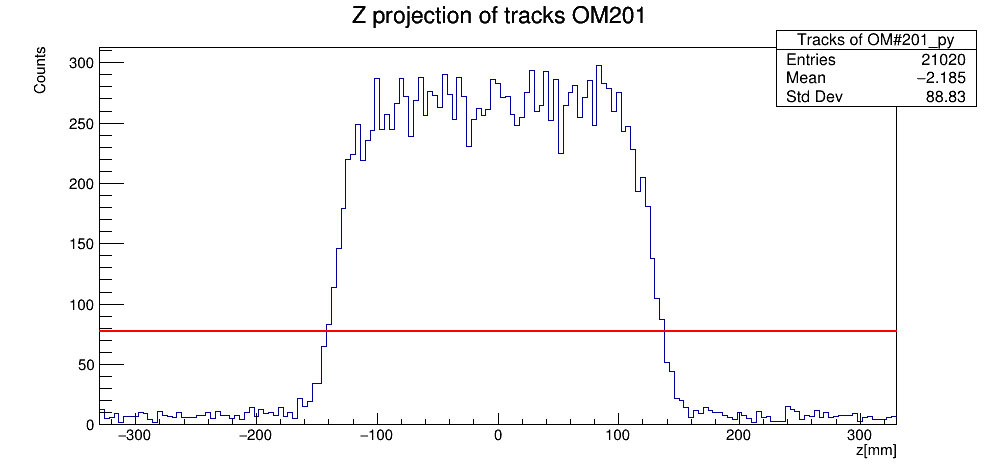 Z projection of tracks OM201
Tracks of OM#201_py
Entries 21020
Mean −2.185
Std Dev 88.83
Counts
300
250
200
150
100
50
0
−300 −200 −100 0 100 200 300
z[mm]